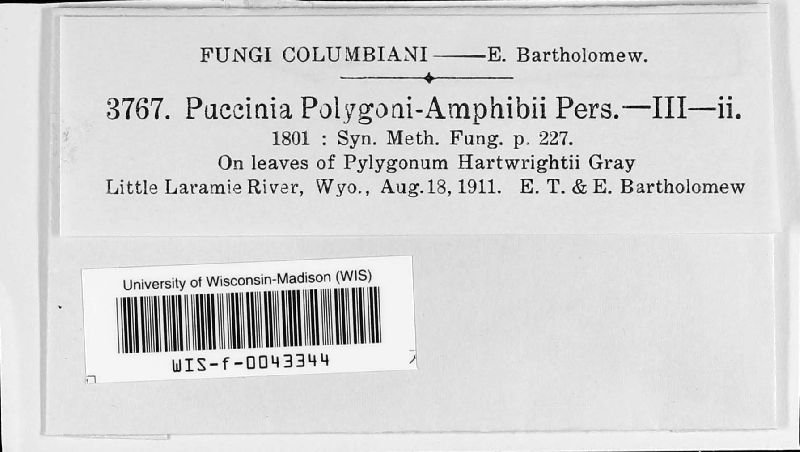 FUNGI COLUMBIANI——E. Bartholomew.
3767. Puccinia Polygoni-Amphibii Pers.—III—ii.
1801 : Syn. Meth. Fung. p. 227.
On leaves of Pylygonum Hartwrightii Gray
Little Laramie River, Wyo., Aug. 18, 1911. E. T. & E. Bartholomew
University of Wisconsin-Madison (WIS)
WIS-f-0043344